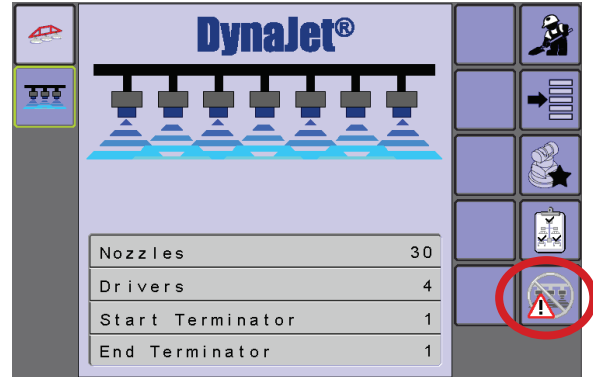 DynaJet®
Nozzles 30
Drivers 4
Start Terminator 1
End Terminator 1